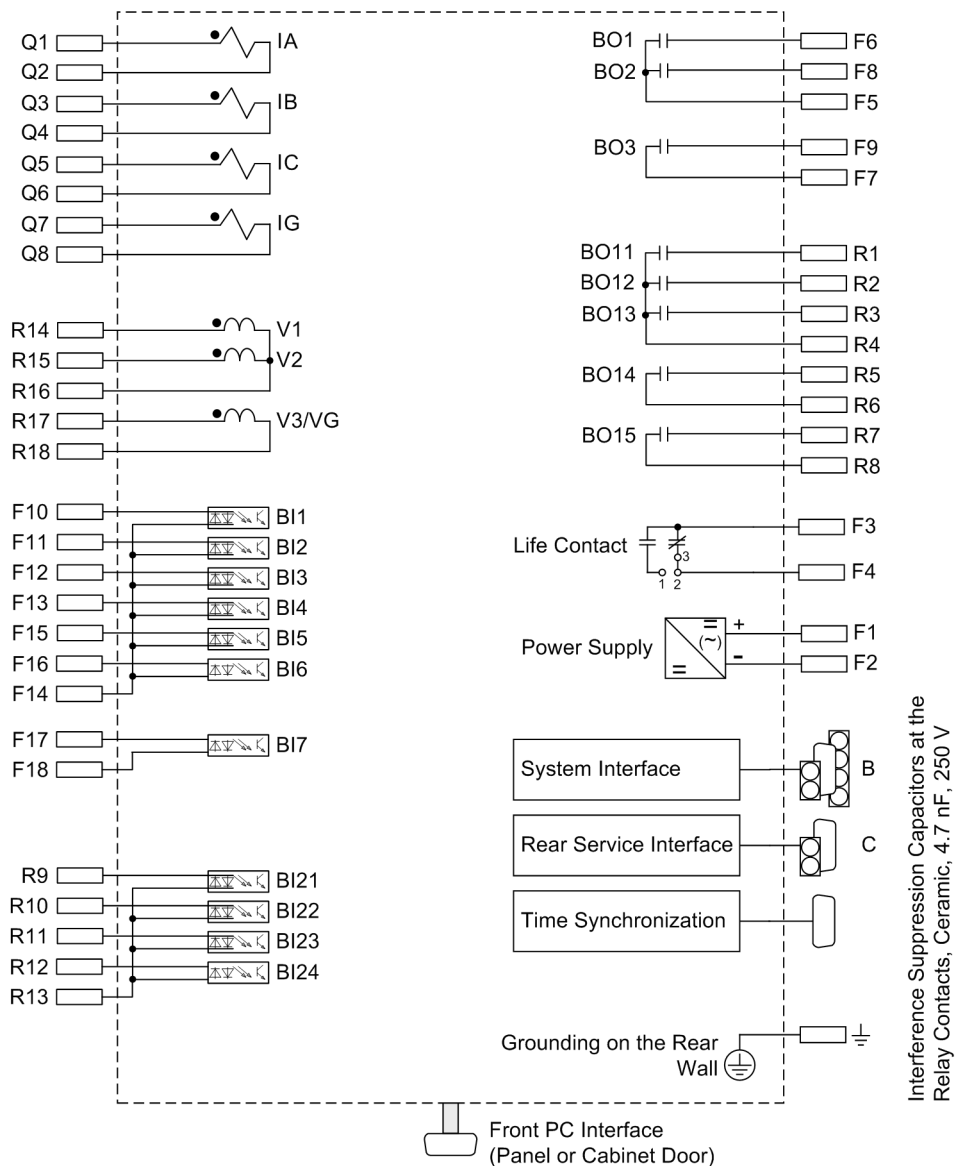 Q1 IA
Q2
Q3 IB
Q4
Q5 IC
Q6
Q7 IG
Q8
R14 V1
R15 V2
R16
R17 V3/VG
R18
F10 BI1
F11 BI2
F12 BI3
F13 BI4
F15 BI5
F16 BI6
F14
F17 BI7
F18
R9 BI21
R10 BI22
R11 BI23
R12 BI24
R13
BO1 F6
BO2 F8
F5
BO3 F9
F7
BO11 R1
BO12 R2
BO13 R3
R4
BO14 R5
R6
BO15 R7
R8
Life Contact F3
3
F4
1 2
Power Supply = (~) + F1
= - F2
System Interface B
Rear Service Interface C
Time Synchronization
Grounding on the Rear
Wall
Front PC Interface
(Panel or Cabinet Door)
Interference Suppression Capacitors at the
Relay Contacts, Ceramic, 4.7 nF, 250 V